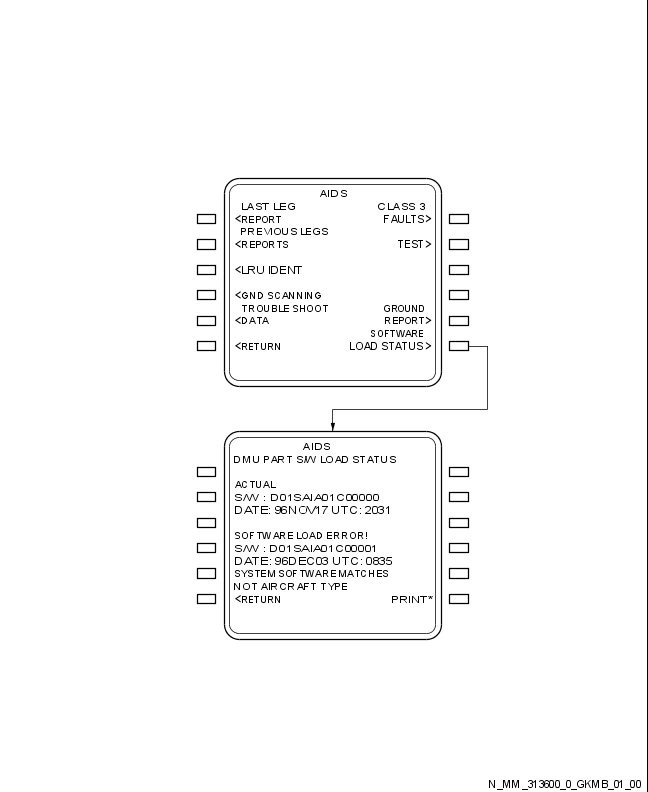 AIDS
LAST LEG CLASS 3
<REPORT FAULTS>
PREVIOUS LEGS
<REPORTS TEST>
<LRU IDENT
<GND SCANNING
TROUBLE SHOOT GROUND
<DATA REPORT>
SOFTWARE
<RETURN LOAD STATUS>
AIDS
DMU PART S/W LOAD STATUS
ACTUAL
S/W : D01SAIA01C00000
DATE: 96NOV17 UTC: 2031
SOFTWARE LOAD ERROR!
S/W : D01SAIA01C00001
DATE: 96DEC03 UTC: 0835
SYSTEM SOFTWARE MATCHES
NOT AIRCRAFT TYPE
<RETURN PRINT*
N_MM_313600_0_GKMB_01_00